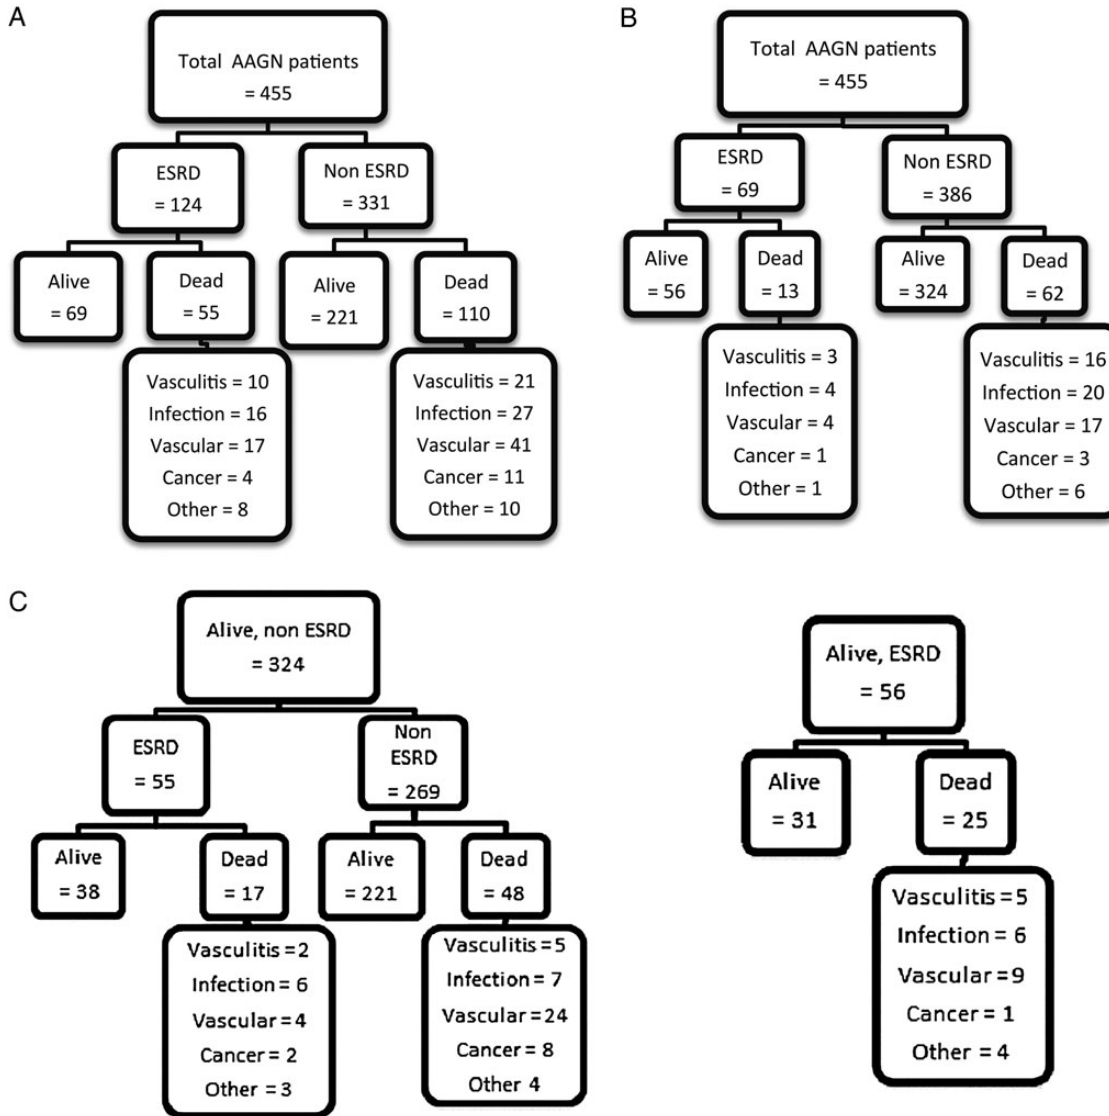 A
Total AAGN patients
= 455
ESRD
= 124
Non ESRD
= 331
Alive
= 69
Dead
= 55
Alive
= 221
Dead
= 110
Vasculitis = 10
Infection = 16
Vascular = 17
Cancer = 4
Other = 8
Vasculitis = 21
Infection = 27
Vascular = 41
Cancer = 11
Other = 10
B
Total AAGN patients
= 455
ESRD
= 69
Non ESRD
= 386
Alive
= 56
Dead
= 13
Alive
= 324
Dead
= 62
Vasculitis = 3
Infection = 4
Vascular = 4
Cancer = 1
Other = 1
Vasculitis = 16
Infection = 20
Vascular = 17
Cancer = 3
Other = 6
C
Alive, non ESRD
= 324
ESRD
= 55
Non
ESRD
= 269
Alive
= 38
Dead
= 17
Alive
= 221
Dead
= 48
Vasculitis =2
Infection = 6
Vascular = 4
Cancer = 2
Other = 3
Vasculitis =5
Infection = 7
Vascular = 24
Cancer = 8
Other 4
Alive, ESRD
= 56
Alive
= 31
Dead
= 25
Vasculitis = 5
Infection = 6
Vascular = 9
Cancer = 1
Other = 4